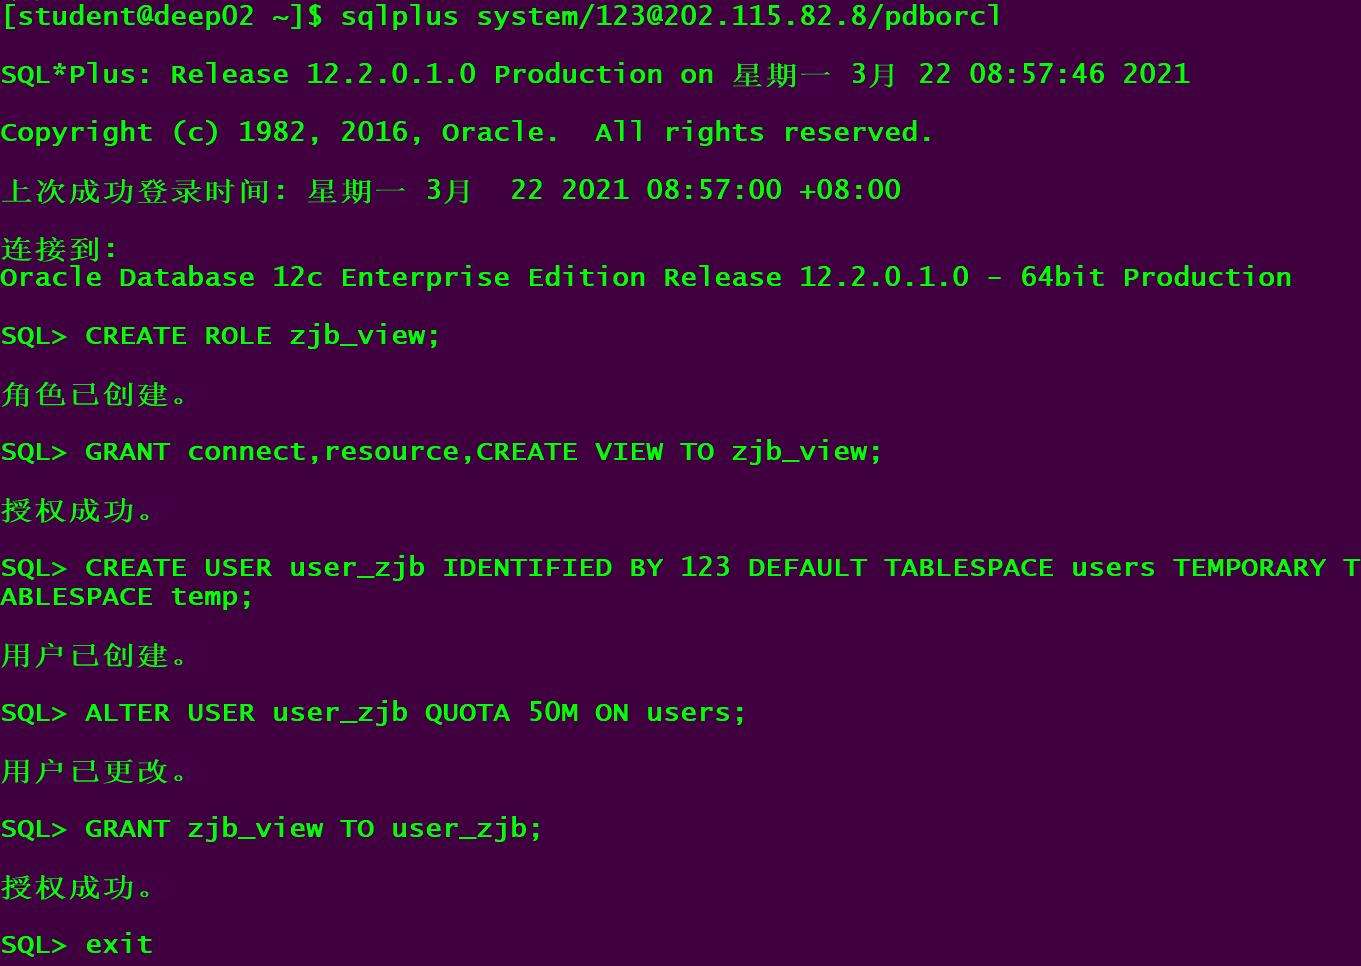 [student@deep02 ~]$ sqlplus system/123@202.115.82.8/pdborcl
SQL*Plus: Release 12.2.0.1.0 Production on 星期一 3月 22 08:57:46 2021
Copyright (c) 1982, 2016, Oracle.  All rights reserved.
上次成功登录时间: 星期一 3月  22 2021 08:57:00 +08:00
连接到:
Oracle Database 12c Enterprise Edition Release 12.2.0.1.0 - 64bit Production
SQL> CREATE ROLE zjb_view;
角色已创建。
SQL> GRANT connect,resource,CREATE VIEW TO zjb_view;
授权成功。
SQL> CREATE USER user_zjb IDENTIFIED BY 123 DEFAULT TABLESPACE users TEMPORARY T
ABLESPACE temp;
用户已创建。
SQL> ALTER USER user_zjb QUOTA 50M ON users;
用户已更改。
SQL> GRANT zjb_view TO user_zjb;
授权成功。
SQL> exit